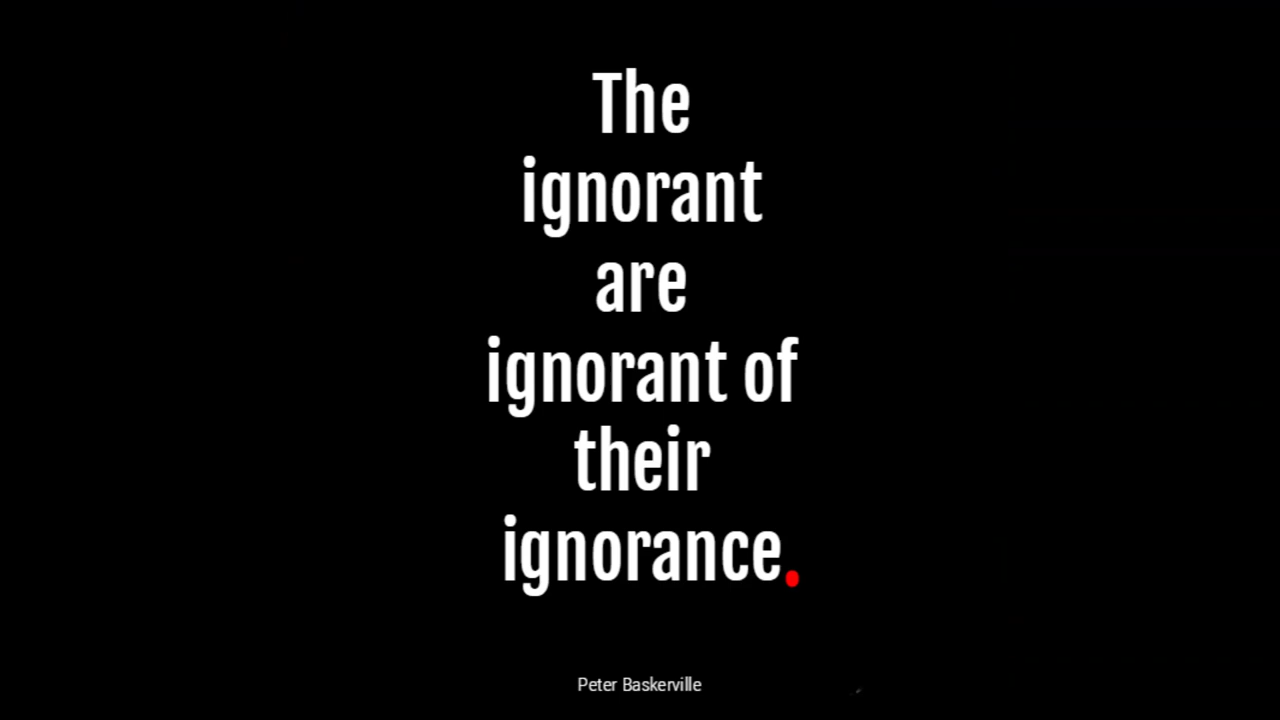 The
ignorant
are
ignorant of
their
ignorance.
Peter Baskerville